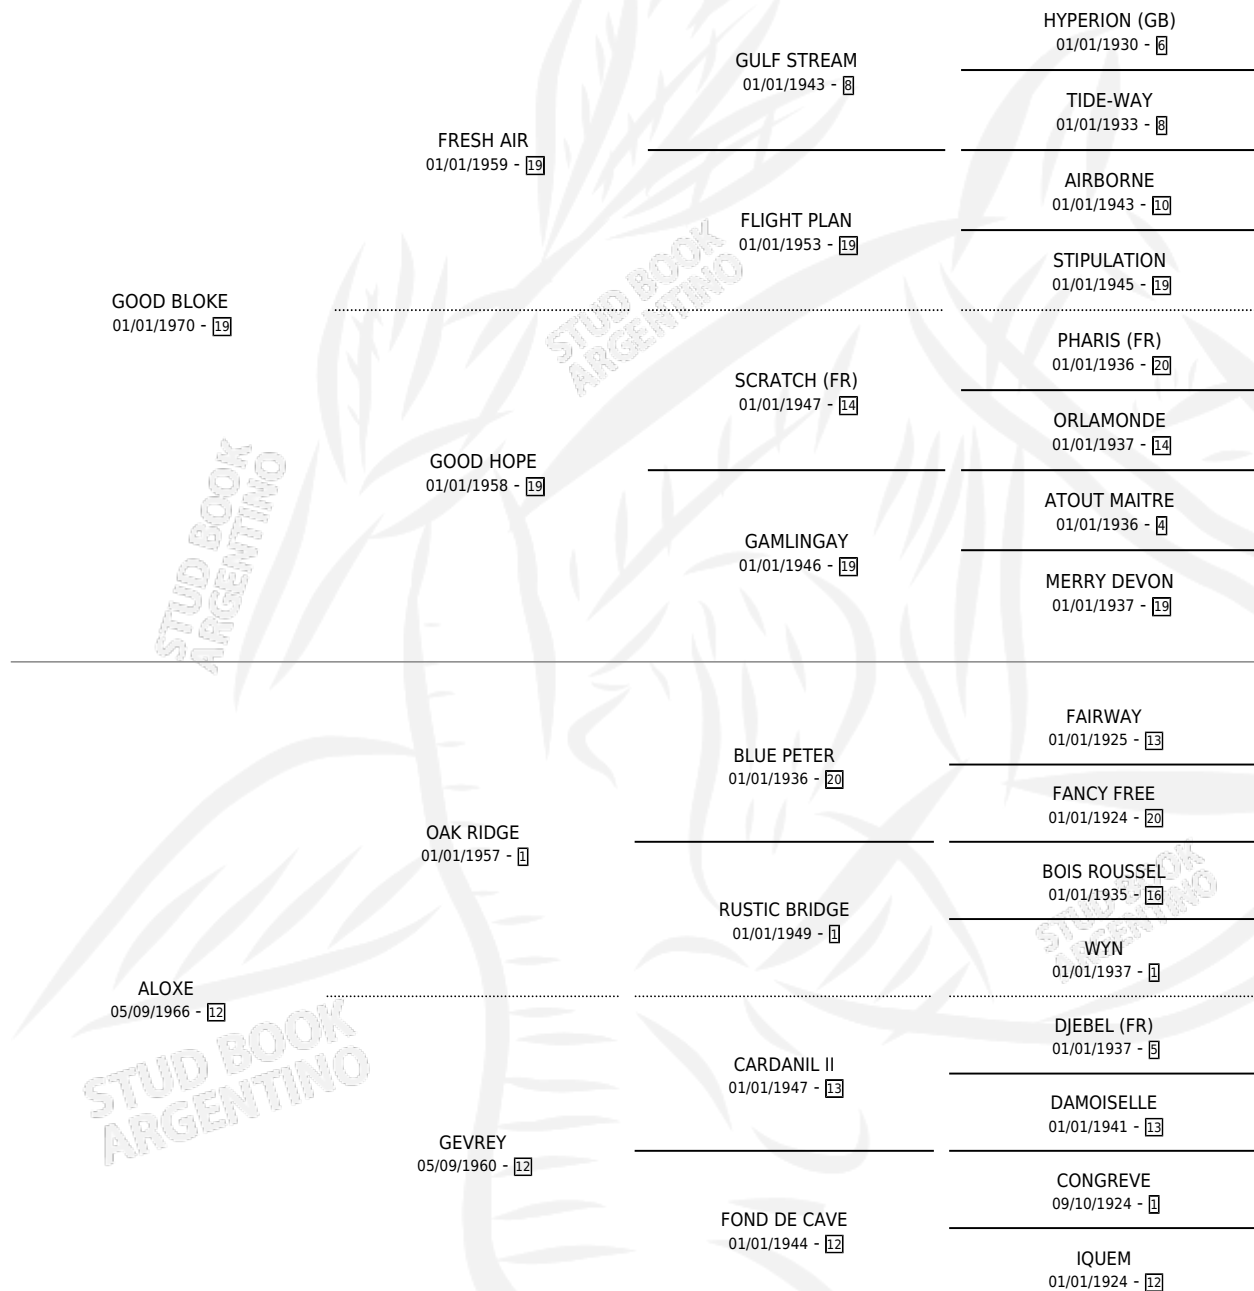 HYPERION (GB)
01/01/1930 - 6
GULF STREAM
01/01/1943 - 8
TIDE-WAY
01/01/1933 - 8
FRESH AIR
01/01/1959 - 19
AIRBORNE
01/01/1943 - 10
FLIGHT PLAN
01/01/1953 - 19
STIPULATION
01/01/1945 - 19
GOOD BLOKE
01/01/1970 - 19
PHARIS (FR)
01/01/1936 - 20
SCRATCH (FR)
01/01/1947 - 14
ORLAMONDE
01/01/1937 - 14
GOOD HOPE
01/01/1958 - 19
ATOUT MAITRE
01/01/1936 - 4
GAMLINGAY
01/01/1946 - 19
MERRY DEVON
01/01/1937 - 19
STUD BOOK
ARGENTINO
STUD BOOK
ARGENTINO
FAIRWAY
01/01/1925 - 13
BLUE PETER
01/01/1936 - 20
FANCY FREE
01/01/1924 - 20
OAK RIDGE
01/01/1957 - 1
BOIS ROUSSEL
01/01/1935 - 16
RUSTIC BRIDGE
01/01/1949 - 1
WYN
01/01/1937 - 1
STUD BOOK
ARGENTINO
ALOXE
05/09/1966 - 12
DJEBEL (FR)
01/01/1937 - 5
CARDANIL II
01/01/1947 - 13
DAMOISELLE
01/01/1941 - 13
STUD BOOK
ARGENTINO
GEVREY
05/09/1960 - 12
CONGREVE
09/10/1924 - 1
FOND DE CAVE
01/01/1944 - 12
IQUEM
01/01/1924 - 12